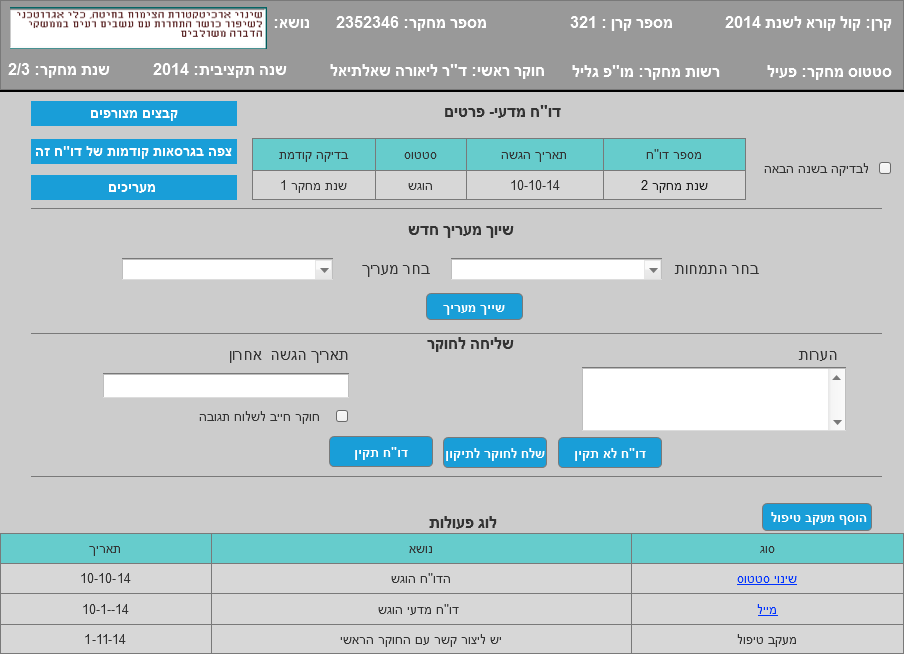 קרן: קול קורא לשנת 2014
מספר קרן : 321
מספר מחקר: 2352346
נושא:
שינוי ארכיטקטורת הצימוח בחיטה, כלי אגרוטכני
לשיפור כושר התחרות עם עשבים רעים בממשקי
הדברה משולבים
סטטוס מחקר: פעיל
רשות מחקר: מו"פ גליל
חוקר ראשי: ד"ר ליאורה שאלתיאל
שנה תקציבית: 2014
שנת מחקר: 2/3
דו"ח מדעי- פרטים
קבצים מצורפים
צפה בגרסאות קודמות של דו"ח זה
מעריכים
לבדיקה בשנה הבאה
מספר דו"ח
תאריך הגשה
סטטוס
בדיקה קודמת
שנת מחקר 2
10-10-14
הוגש
שנת מחקר 1
שיוך מעריך חדש
בחר התמחות
בחר מעריך
שייך מעריך
שליחה לחוקר
הערות
תאריך הגשה אחרון
חוקר חייב לשלוח תגובה
דו"ח לא תקין
שלח לחוקר לתיקון
דו"ח תקין
הוסף מעקב טיפול
לוג פעולות
סוג
נושא
תאריך
שינוי סטטוס
הדו"ח הוגש
10-10-14
מייל
דו"ח מדעי הוגש
10-1--14
מעקב טיפול
יש ליצור קשר עם החוקר הראשי
1-11-14